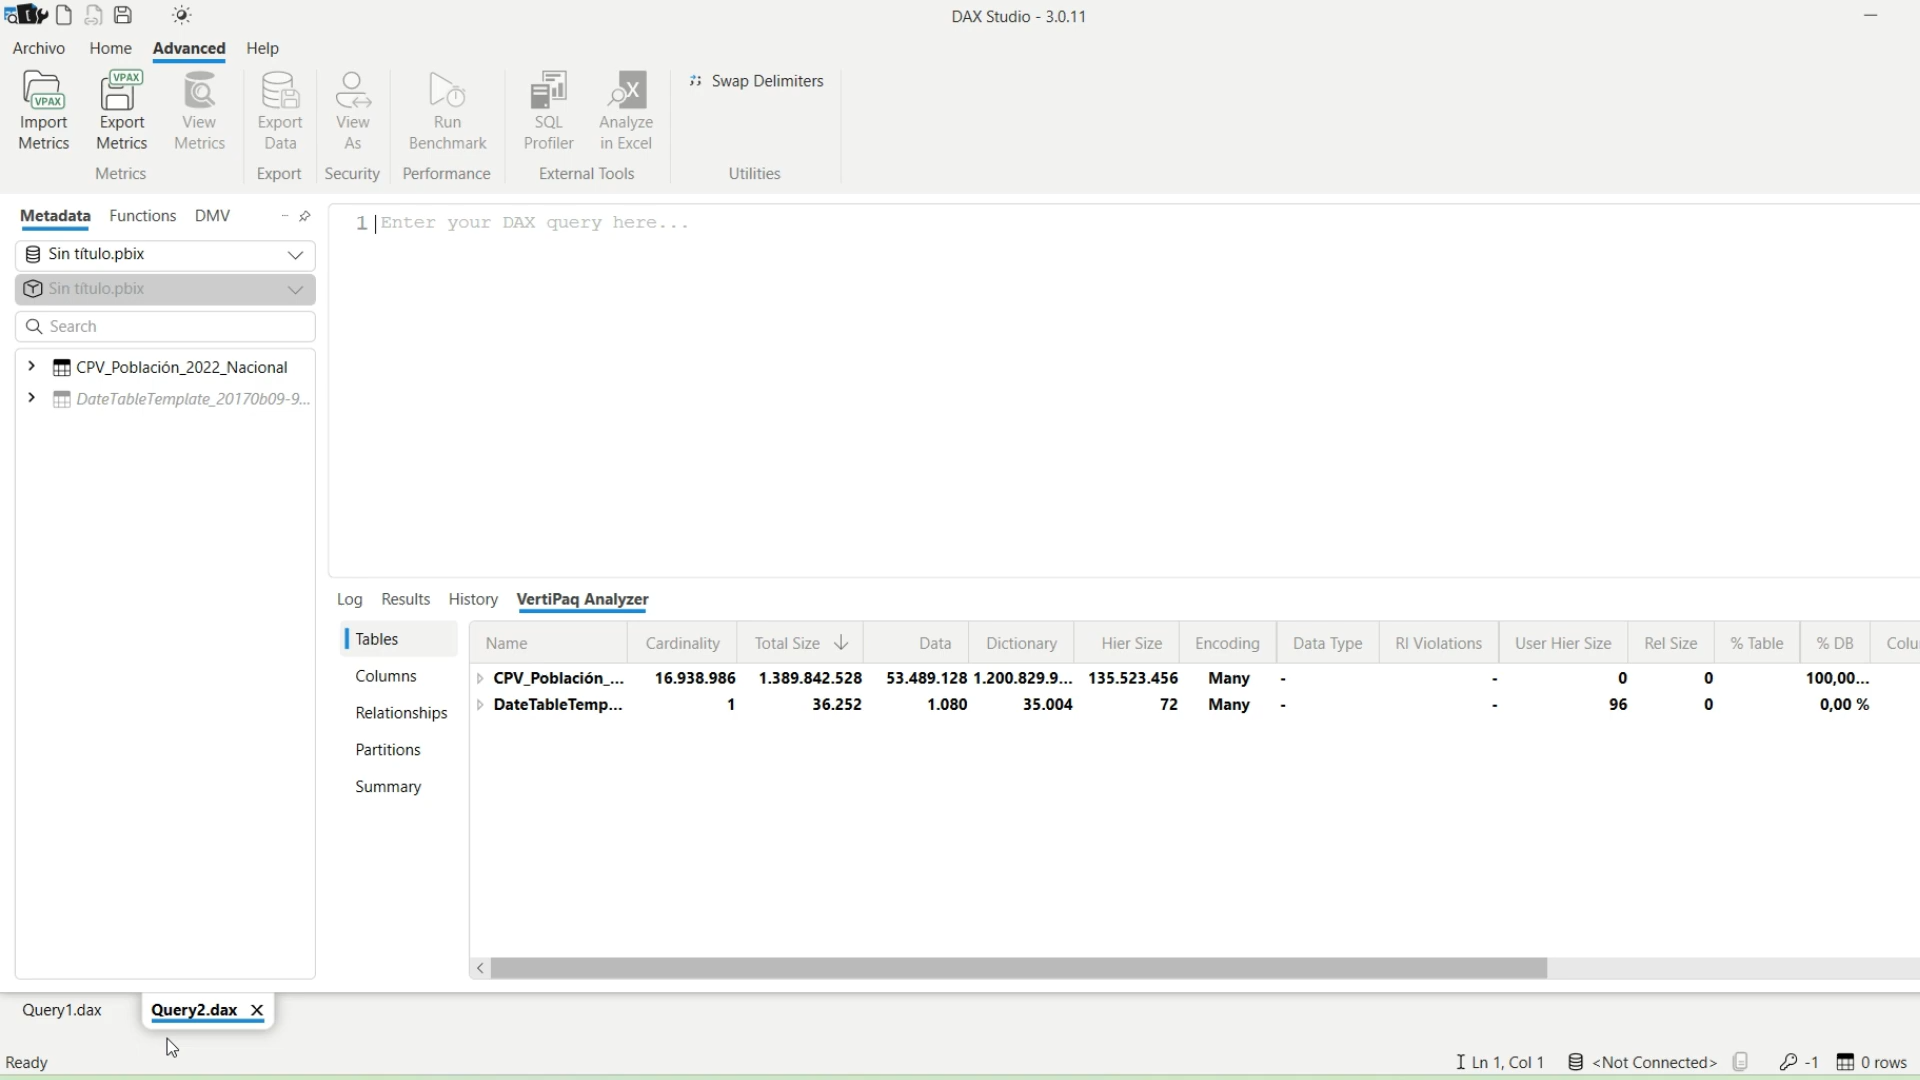 DAX Studio - 3.0.11
Archivo Home Advanced Help
VPAX VPAX
Import Metrics
Export Metrics
View Metrics
Export Data
View As
Run Benchmark
SQL Profiler
Analyze in Excel
Swap Delimiters
Metrics Export Security Performance External Tools Utilities
Metadata Functions DMV
Sin título.pbix
Sin título.pbix
Search
CPV_Población_2022_Nacional
DateTableTemplate_20170b09-9...
1 Enter your DAX query here...
Log Results History VertiPaq Analyzer
Tables
Columns
Relationships
Partitions
Summary
Name Cardinality Total Size Data Dictionary Hier Size Encoding Data Type RI Violations User Hier Size Rel Size % Table % DB Colu
CPV_Población_... 16.938.986 1.389.842.528 53.489.128 1.200.829.9... 135.523.456 Many - - 0 0 100,00...
DateTableTemp... 1 36.252 1.080 35.004 72 Many - - 96 0 0,00 %
Query1.dax Query2.dax
Ready Ln 1, Col 1 <Not Connected> -1 0 rows